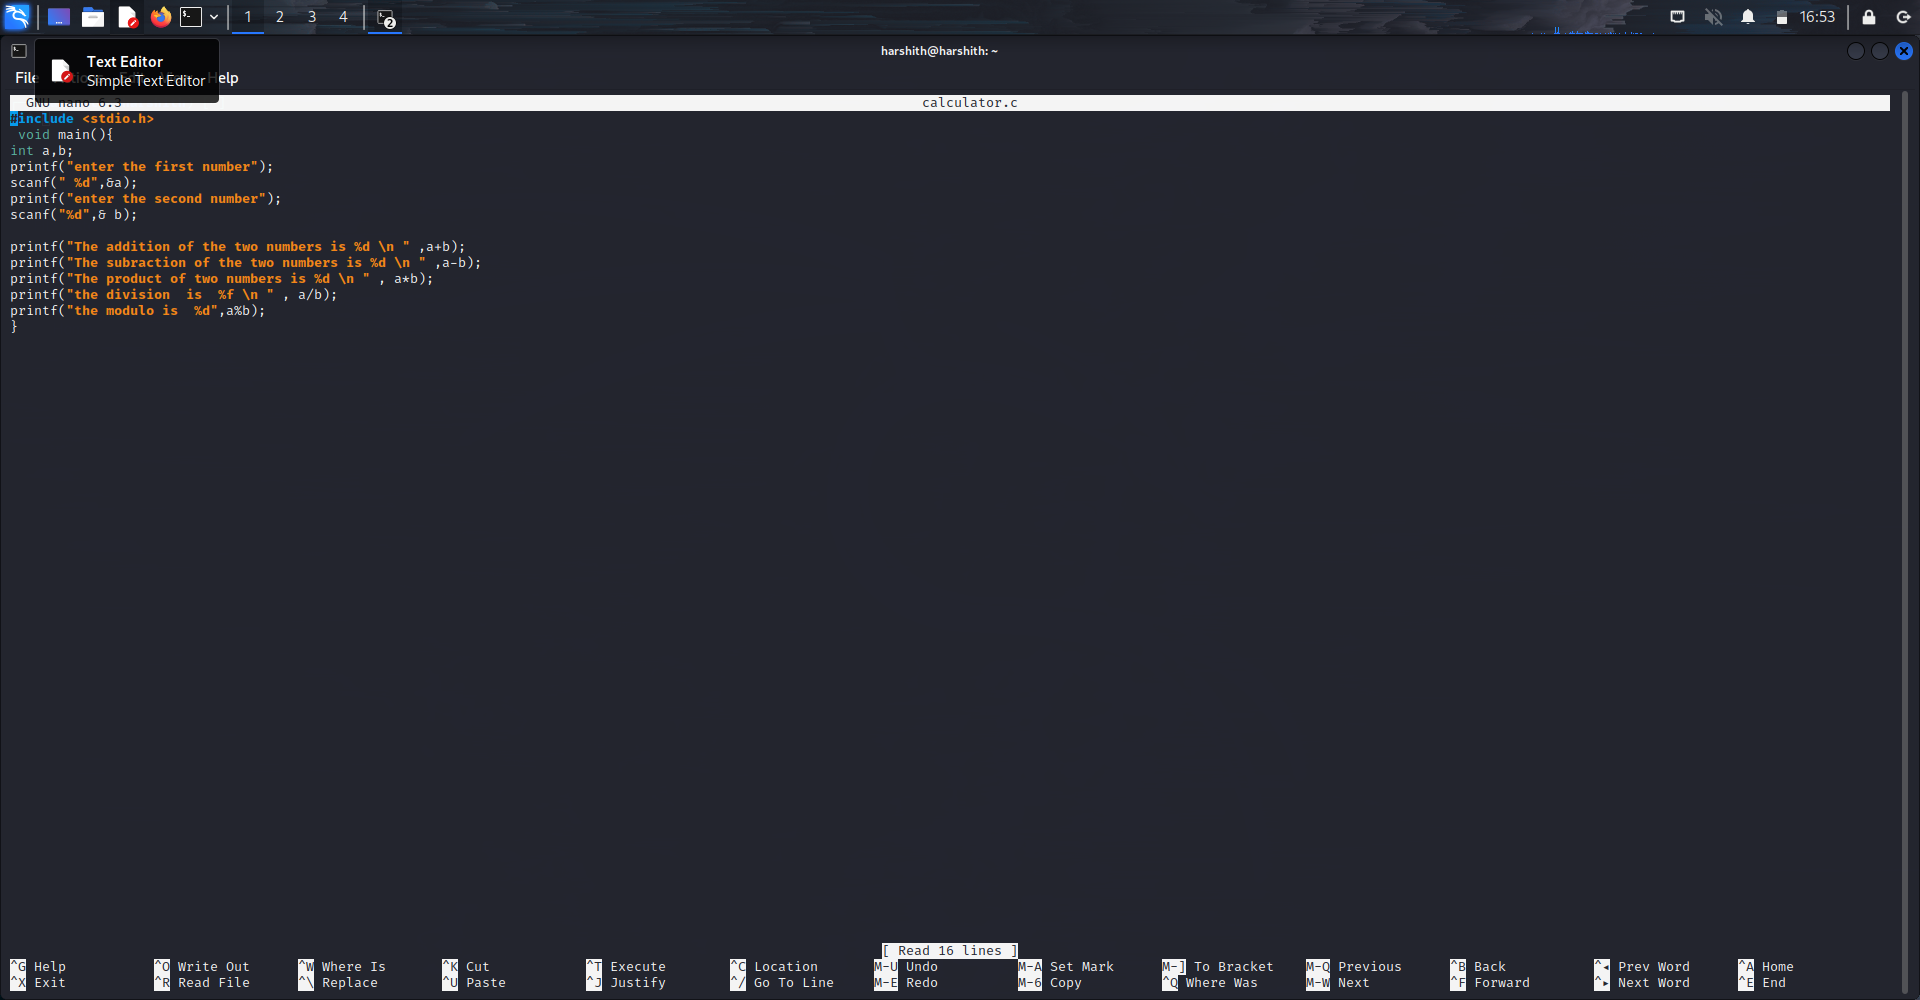 1 2 3 4 2 16:53
harshith@harshith: ~
Text Editor
Simple Text Editor
File Help
GNU nano 6.3 calculator.c
#include <stdio.h>
 void main(){
int a,b;
printf("enter the first number");
scanf(" %d",&a);
printf("enter the second number");
scanf("%d",& b);
printf("The addition of the two numbers is %d \n " ,a+b);
printf("The subraction of the two numbers is %d \n " ,a-b);
printf("The product of two numbers is %d \n " , a*b);
printf("the division  is  %f \n " , a/b);
printf("the modulo is  %d",a%b);
}
[ Read 16 lines ]
^G Help ^O Write Out ^W Where Is ^K Cut ^T Execute ^C Location M-U Undo M-A Set Mark M-] To Bracket M-Q Previous ^B Back ^◂ Prev Word ^A Home
^X Exit ^R Read File ^\ Replace ^U Paste ^J Justify ^/ Go To Line M-E Redo M-6 Copy ^Q Where Was M-W Next ^F Forward ^▸ Next Word ^E End